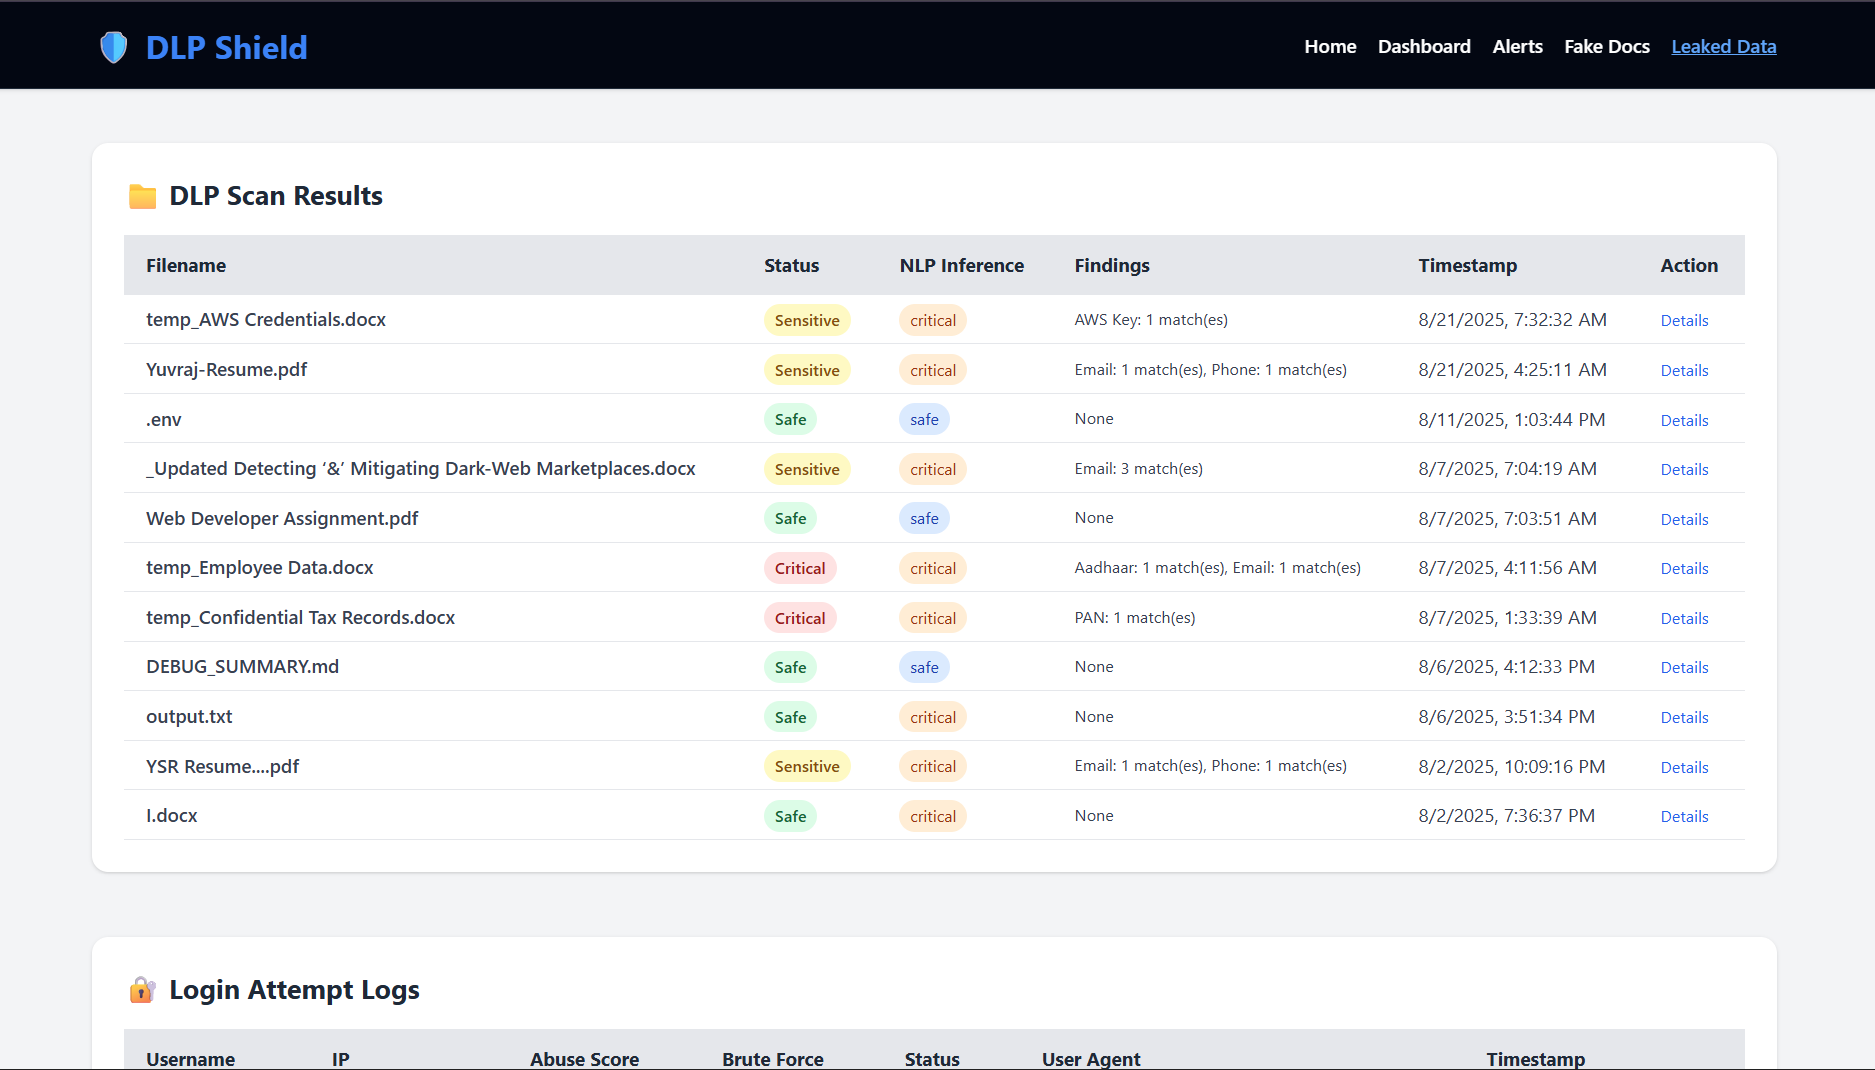 DLP Shield
Home Dashboard Alerts Fake Docs Leaked Data
DLP Scan Results
Filename Status NLP Inference Findings Timestamp Action
temp_AWS Credentials.docx Sensitive critical AWS Key: 1 match(es) 8/21/2025, 7:32:32 AM Details
Yuvraj-Resume.pdf Sensitive critical Email: 1 match(es), Phone: 1 match(es) 8/21/2025, 4:25:11 AM Details
.env Safe safe None 8/11/2025, 1:03:44 PM Details
_Updated Detecting ‘&’ Mitigating Dark-Web Marketplaces.docx Sensitive critical Email: 3 match(es) 8/7/2025, 7:04:19 AM Details
Web Developer Assignment.pdf Safe safe None 8/7/2025, 7:03:51 AM Details
temp_Employee Data.docx Critical critical Aadhaar: 1 match(es), Email: 1 match(es) 8/7/2025, 4:11:56 AM Details
temp_Confidential Tax Records.docx Critical critical PAN: 1 match(es) 8/7/2025, 1:33:39 AM Details
DEBUG_SUMMARY.md Safe safe None 8/6/2025, 4:12:33 PM Details
output.txt Safe critical None 8/6/2025, 3:51:34 PM Details
YSR Resume....pdf Sensitive critical Email: 1 match(es), Phone: 1 match(es) 8/2/2025, 10:09:16 PM Details
I.docx Safe critical None 8/2/2025, 7:36:37 PM Details
Login Attempt Logs
Username IP Abuse Score Brute Force Status User Agent Timestamp